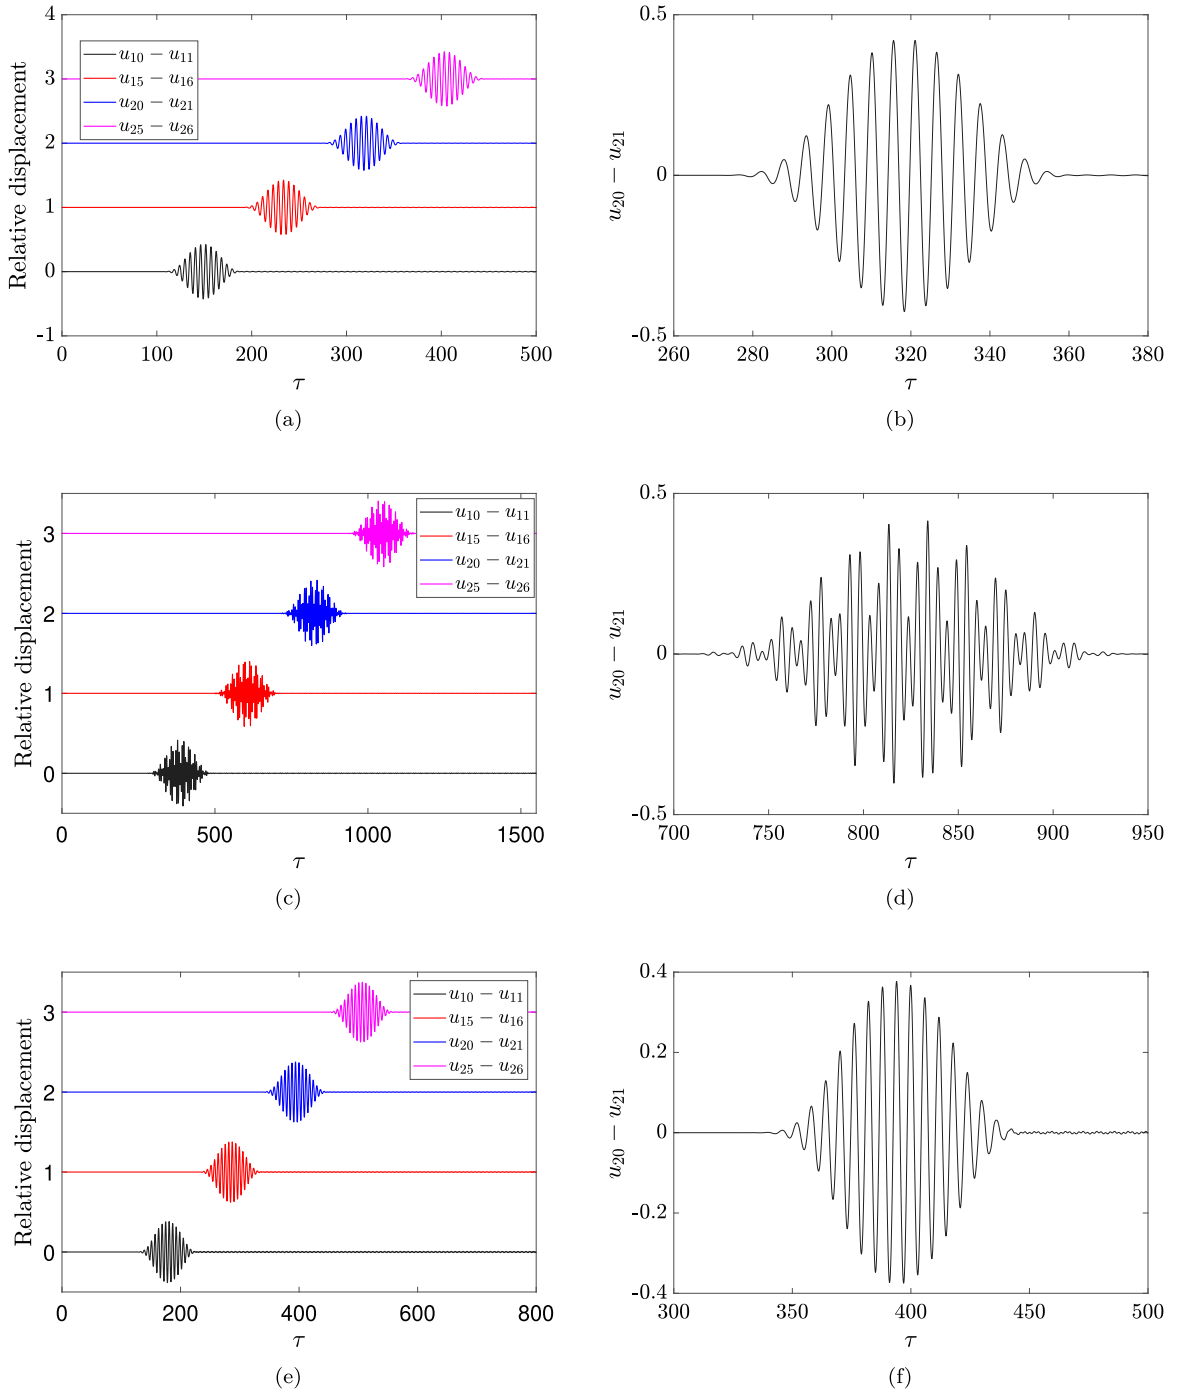 4
3
2
1
0
-1
Relative displacement
u10 − u11
u15 − u16
u20 − u21
u25 − u26
0 100 200 300 400 500
τ
(a)
0.5
0
-0.5
u20 − u21
260 280 300 320 340 360 380
τ
(b)
3
2
1
0
Relative displacement
u10 − u11
u15 − u16
u20 − u21
u25 − u26
0 500 1000 1500
τ
(c)
0.5
0
-0.5
u20 − u21
700 750 800 850 900 950
τ
(d)
3
2
1
0
Relative displacement
u10 − u11
u15 − u16
u20 − u21
u25 − u26
0 200 400 600 800
τ
(e)
0.4
0.2
0
-0.2
-0.4
u20 − u21
300 350 400 450 500
τ
(f)